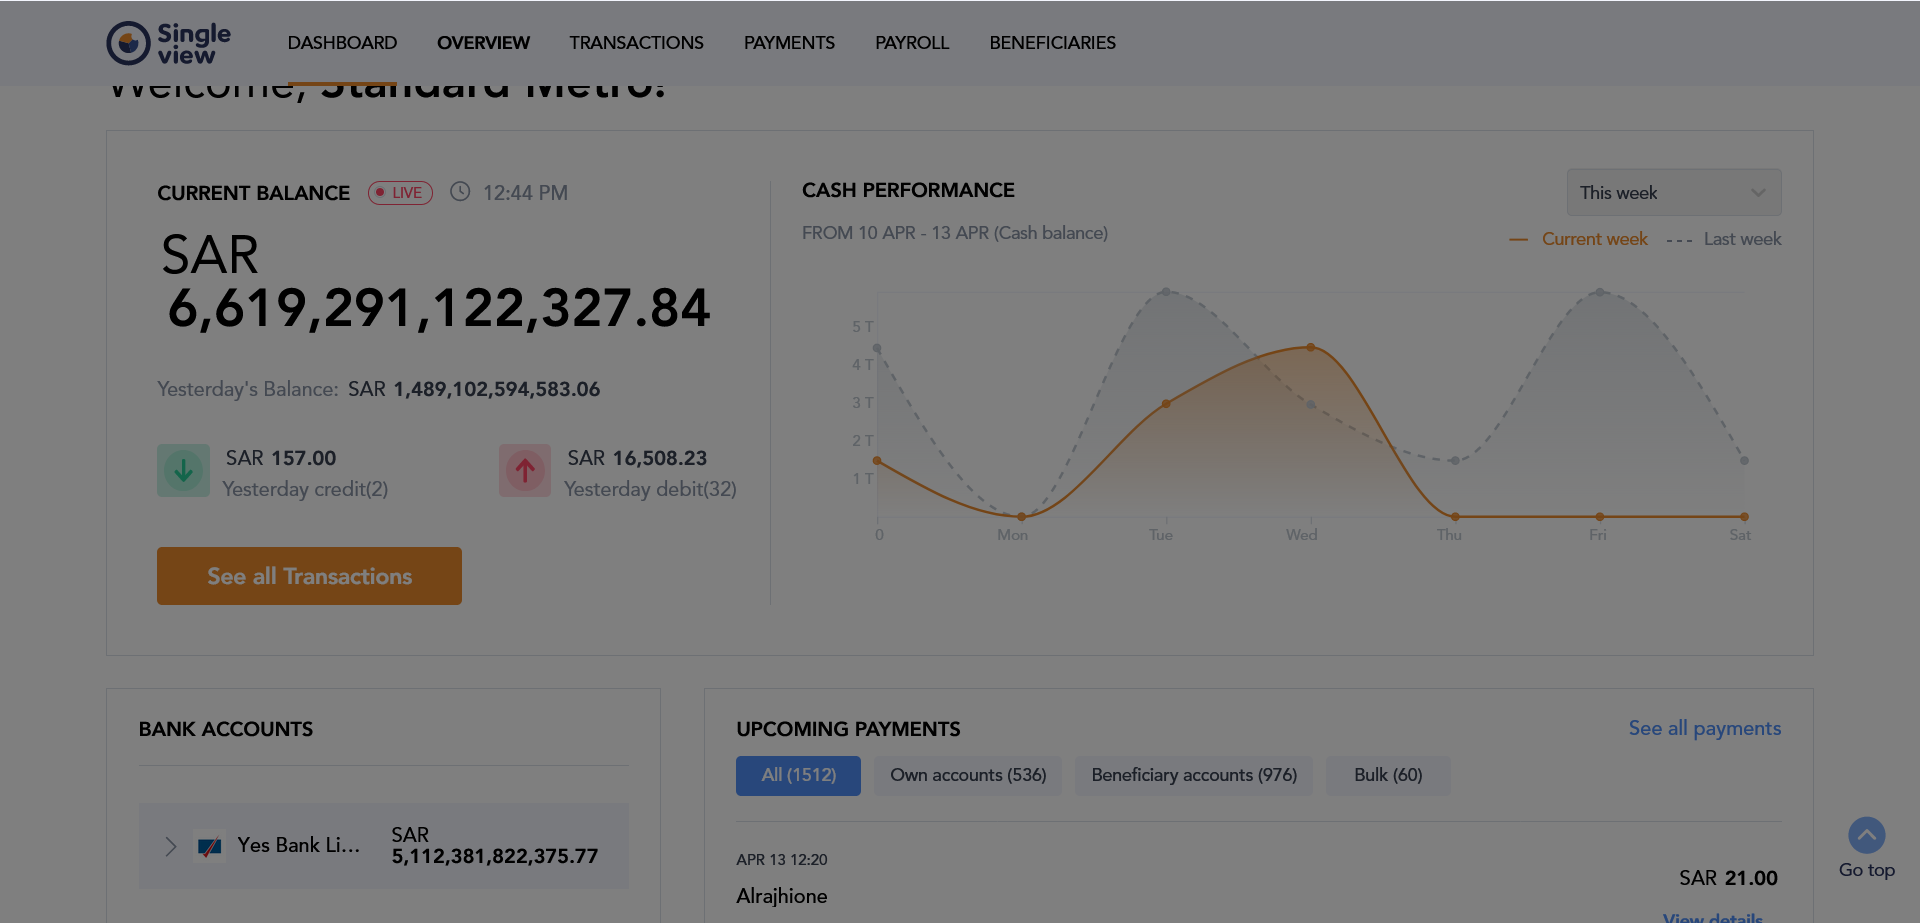 Single view
DASHBOARD
OVERVIEW
TRANSACTIONS
PAYMENTS
PAYROLL
BENEFICIARIES
Welcome, Standard Metro!
CURRENT BALANCE
LIVE
12:44 PM
SAR
6,619,291,122,327.84
Yesterday's Balance: SAR 1,489,102,594,583.06
SAR 157.00
Yesterday credit(2)
SAR 16,508.23
Yesterday debit(32)
See all Transactions
CASH PERFORMANCE
This week
FROM 10 APR - 13 APR (Cash balance)
Current week
Last week
5 T
4 T
3 T
2 T
1 T
0
Mon
Tue
Wed
Thu
Fri
Sat
BANK ACCOUNTS
Yes Bank Li...
SAR
5,112,381,822,375.77
UPCOMING PAYMENTS
See all payments
All (1512)
Own accounts (536)
Beneficiary accounts (976)
Bulk (60)
APR 13 12:20
Alrajhione
SAR 21.00
View details
Go top